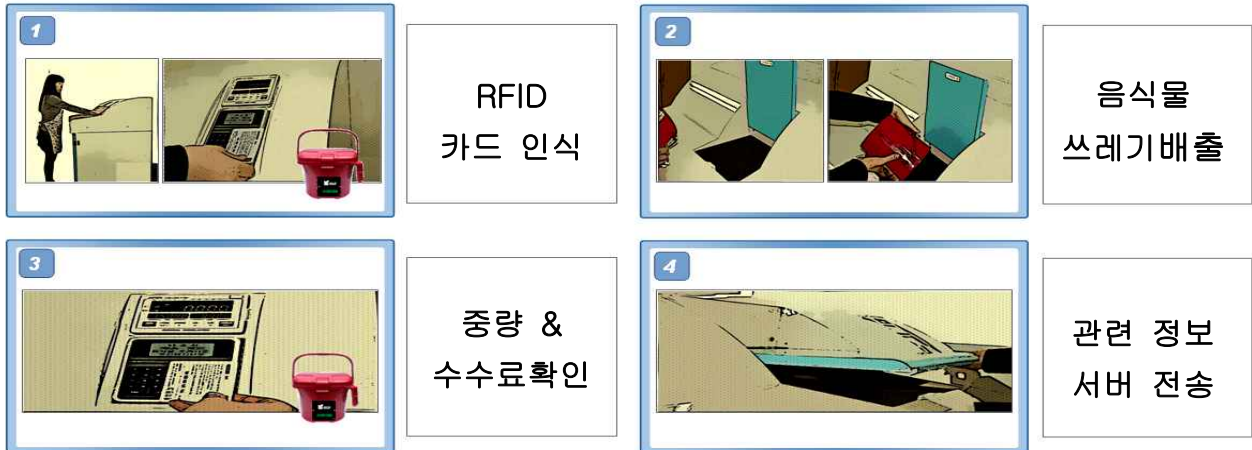 1
RFID
카드 인식
2
음식물
쓰레기배출
3
중량 &
수수료확인
4
관련 정보
서버 전송